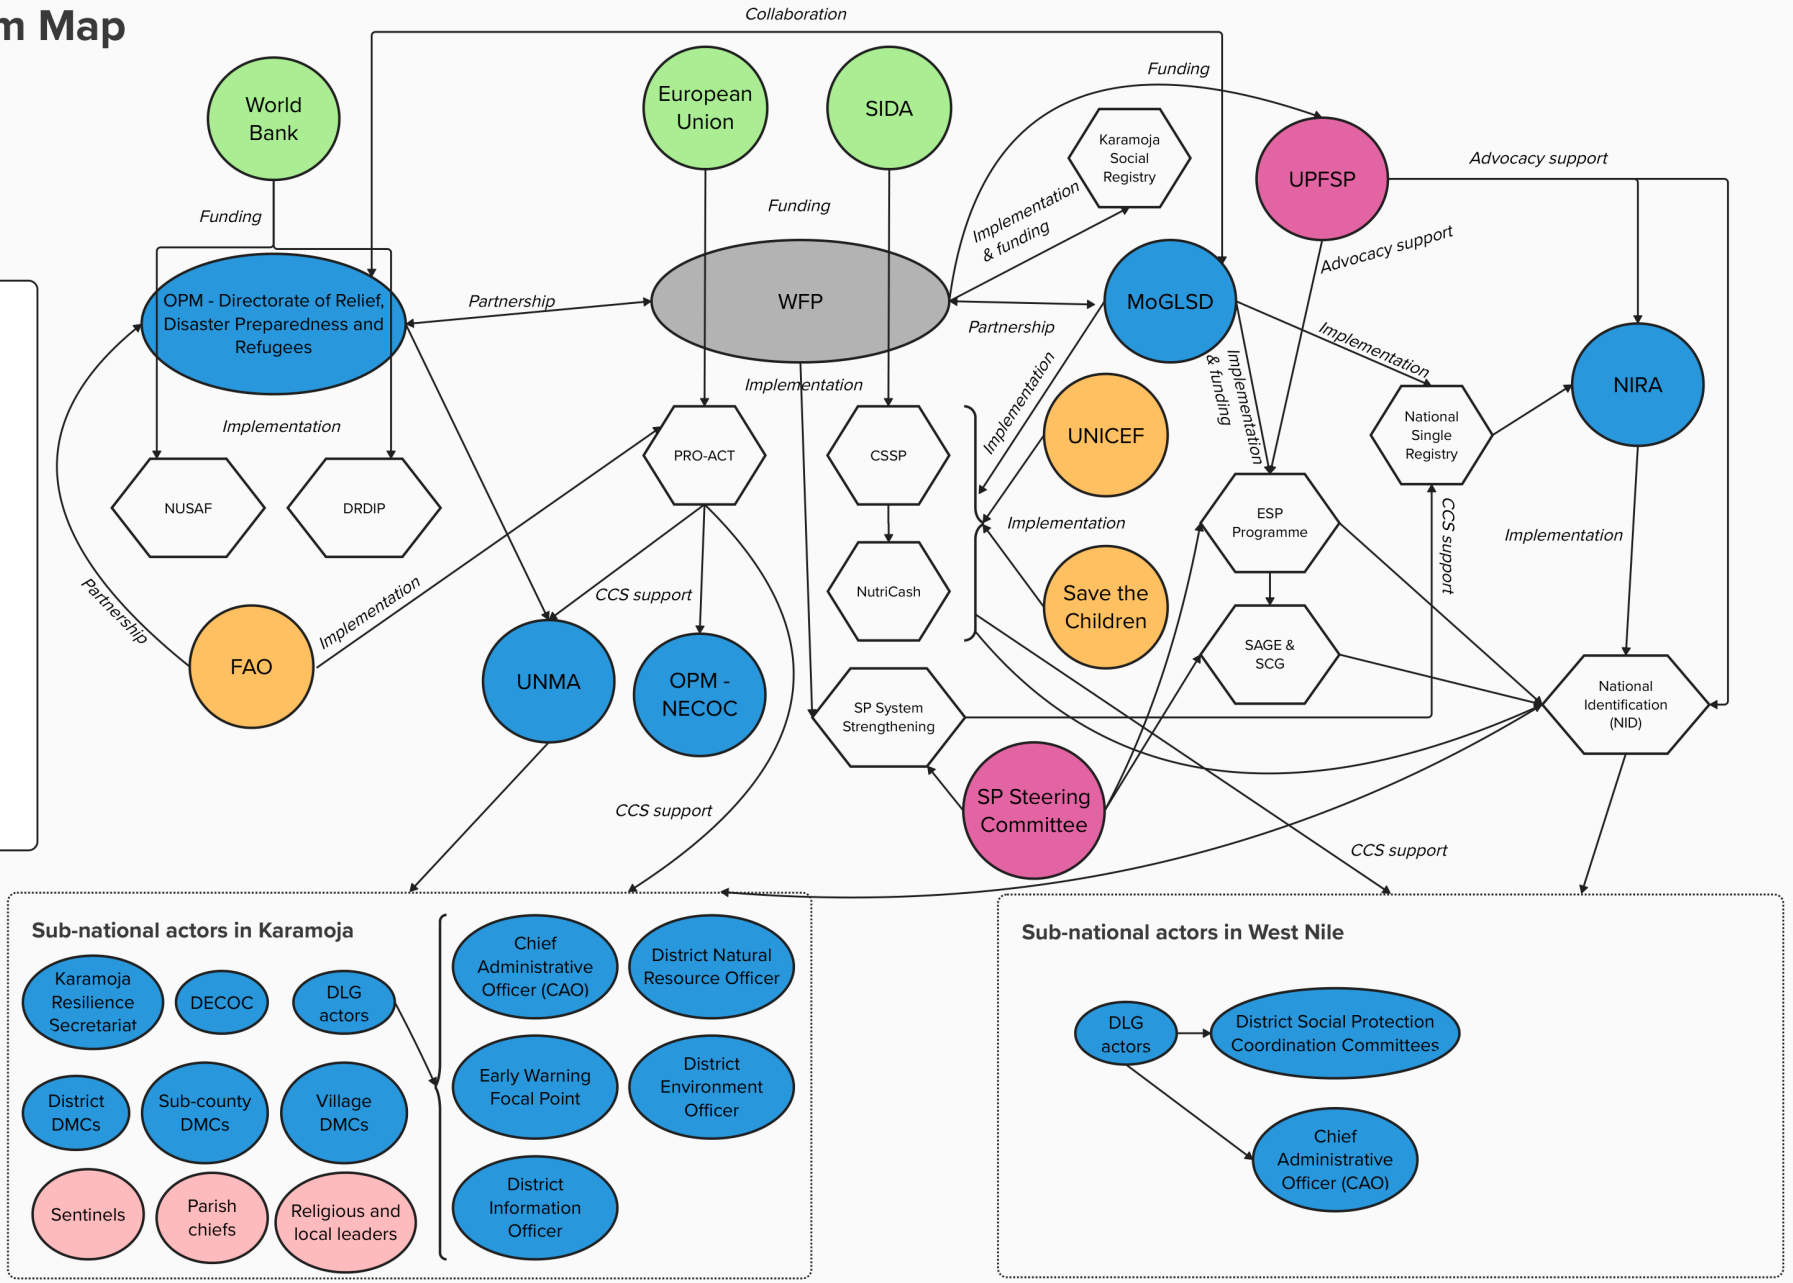 m Map
Collaboration
World
Bank
European
Union
SIDA
Funding
Karamoja
Social
Registry
UPFSP
Advocacy support
Funding
Funding
Implementation
& funding
Advocacy support
OPM - Directorate of Relief,
Disaster Preparedness and
Refugees
Partnership
WFP
Partnership
MoGLSD
Implementation
NIRA
Implementation
Implementation
Implementation
Implementation
& funding
National
Single
Registry
UNICEF
PRO-ACT
CSSP
NUSAF
DRDIP
Implementation
ESP
Programme
CCS support
Implementation
Partnership
Implementation
CCS support
NutriCash
Save the
Children
FAO
UNMA
OPM -
NECOC
SAGE &
SCG
SP System
Strengthening
National
Identification
(NID)
CCS support
SP Steering
Committee
CCS support
Sub-national actors in Karamoja
Karamoja
Resilience
Secretariat
DECOC
DLG
actors
Chief
Administrative
Officer (CAO)
District Natural
Resource Officer
District
DMCs
Sub-county
DMCs
Village
DMCs
Early Warning
Focal Point
District
Environment
Officer
Sentinels
Parish
chiefs
Religious and
local leaders
District
Information
Officer
Sub-national actors in West Nile
DLG
actors
District Social Protection
Coordination Committees
Chief
Administrative
Officer (CAO)